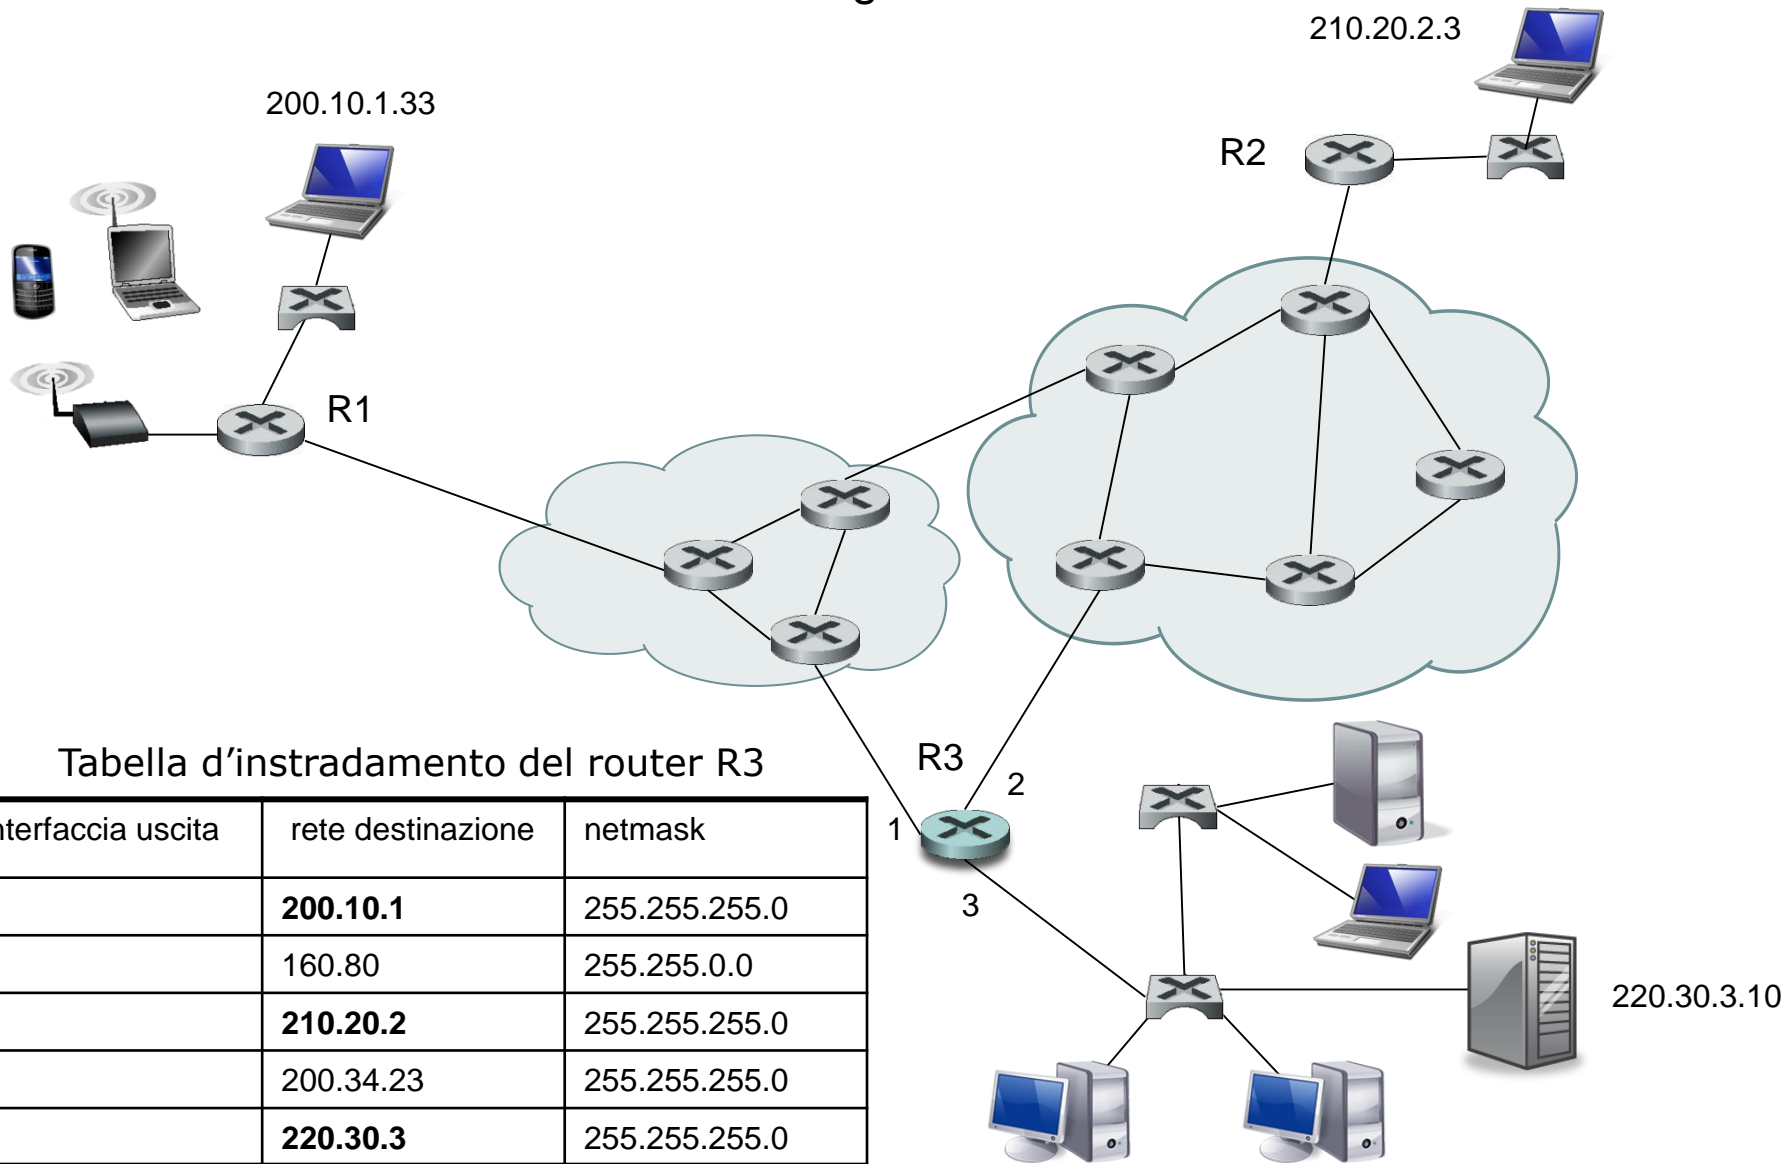 g
210.20.2.3
200.10.1.33
R2
R1
Tabella d'instradamento del router R3
R3
2
1
3
nterfaccia uscita rete destinazione netmask
200.10.1 255.255.255.0
160.80 255.255.0.0
210.20.2 255.255.255.0
200.34.23 255.255.255.0
220.30.3 255.255.255.0
220.30.3.10